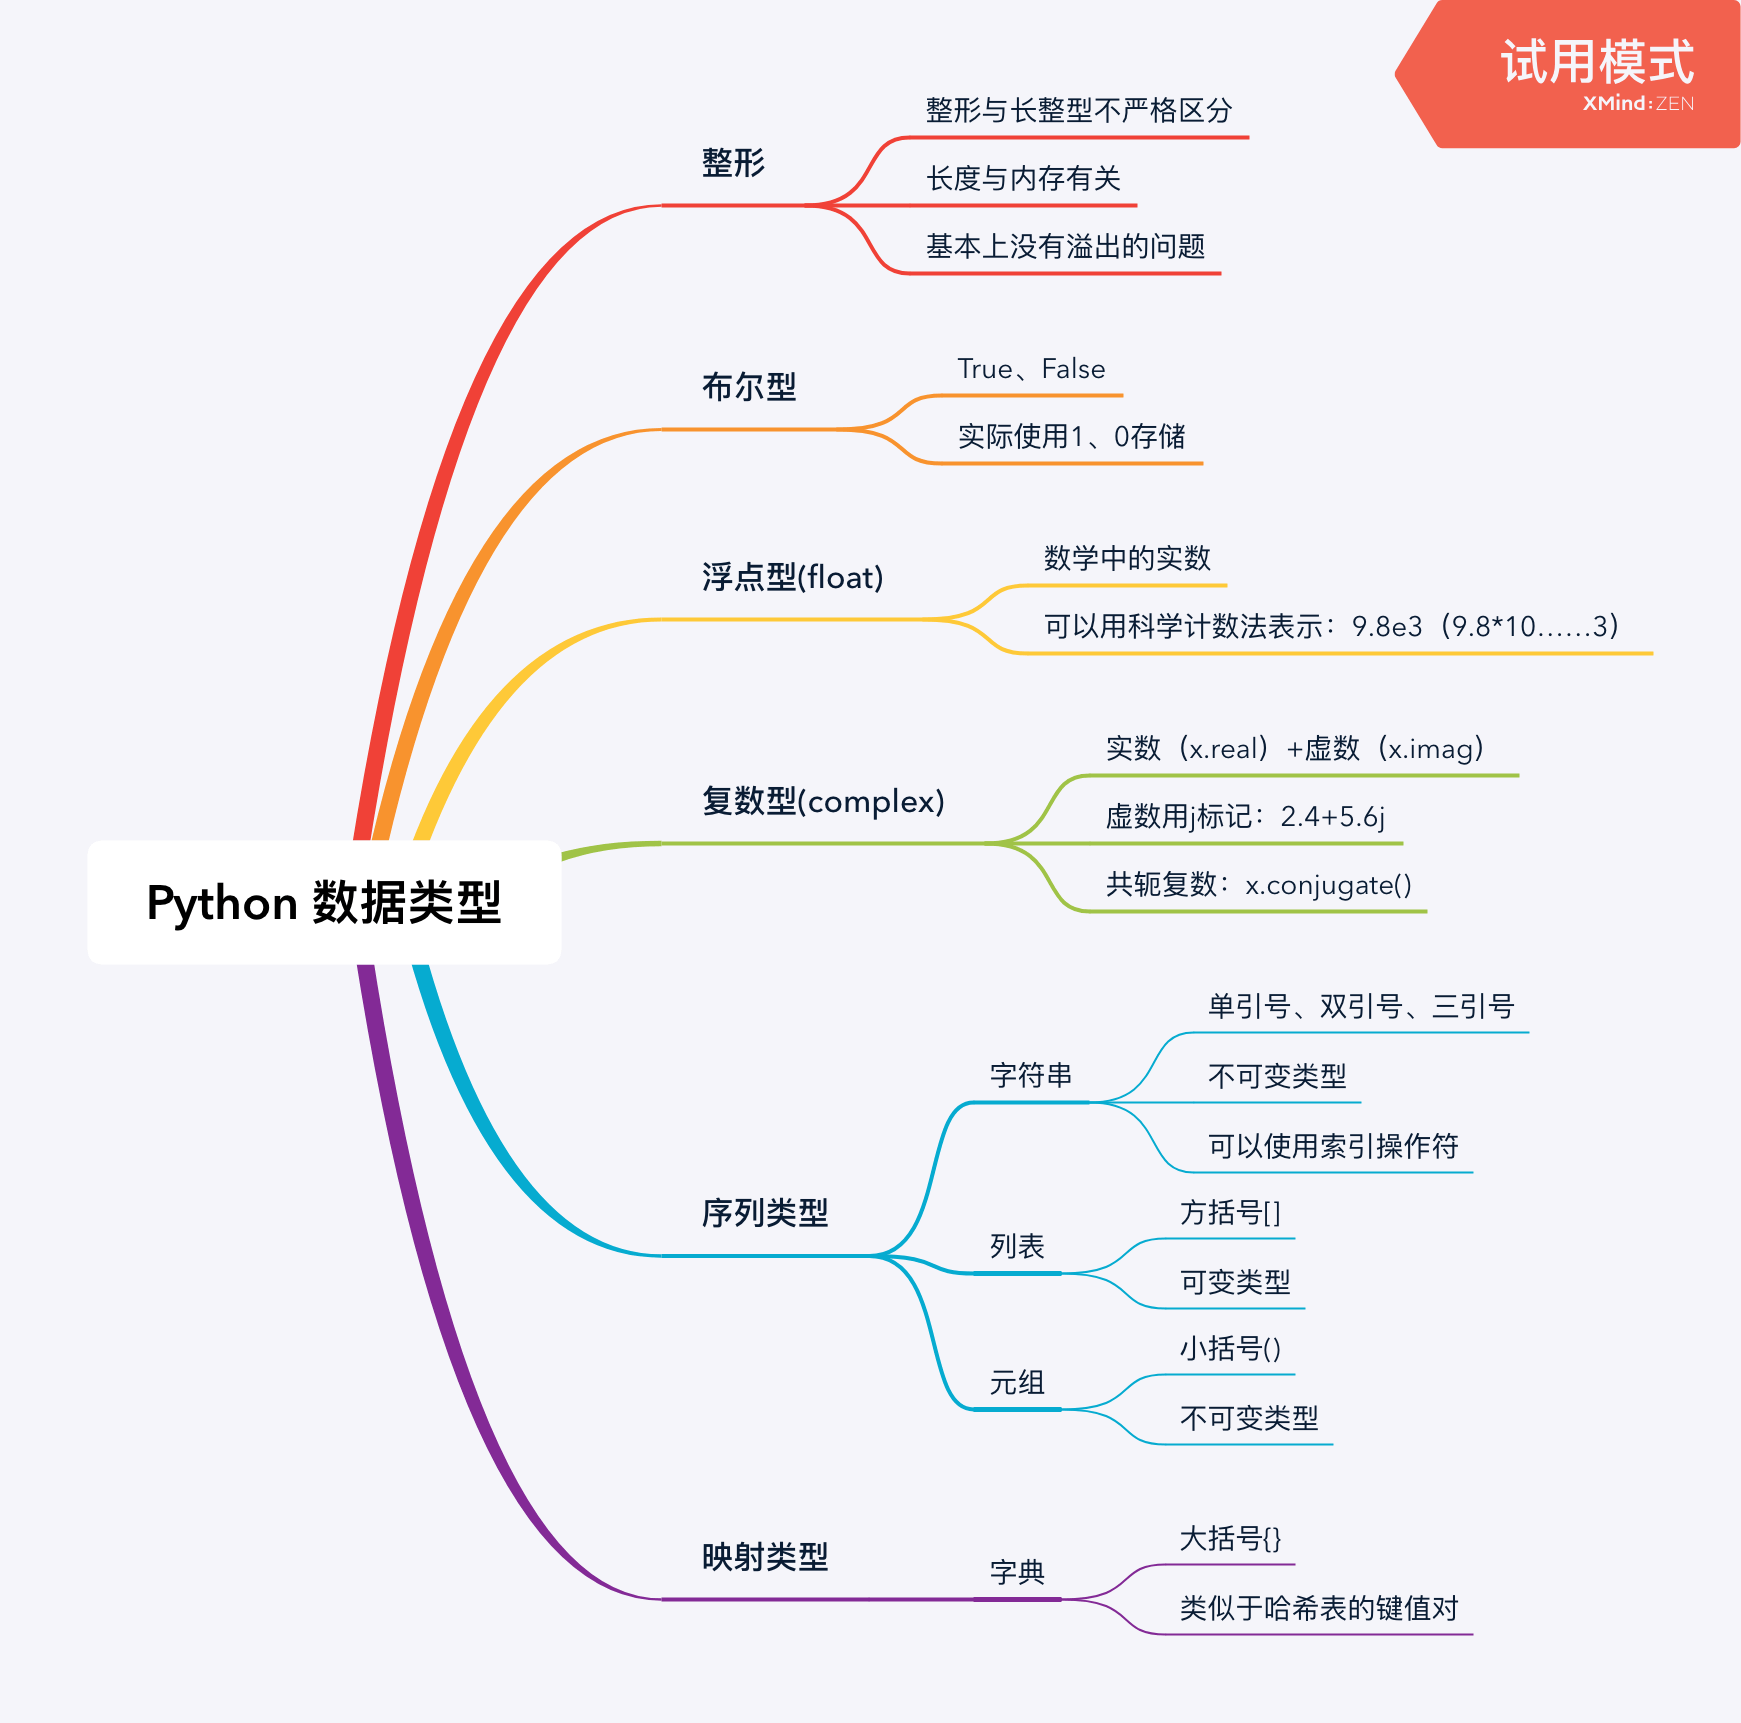 试用模式
XMind:ZEN
Python 数据类型
整形
整形与长整型不严格区分
长度与内存有关
基本上没有溢出的问题
布尔型
True、False
实际使用1、0存储
浮点型(float)
数学中的实数
可以用科学计数法表示：9.8e3（9.8*10……3）
复数型(complex)
实数（x.real）+虚数（x.imag）
虚数用j标记：2.4+5.6j
共轭复数：x.conjugate()
序列类型
字符串
单引号、双引号、三引号
不可变类型
可以使用索引操作符
列表
方括号[]
可变类型
元组
小括号()
不可变类型
映射类型
字典
大括号{}
类似于哈希表的键值对